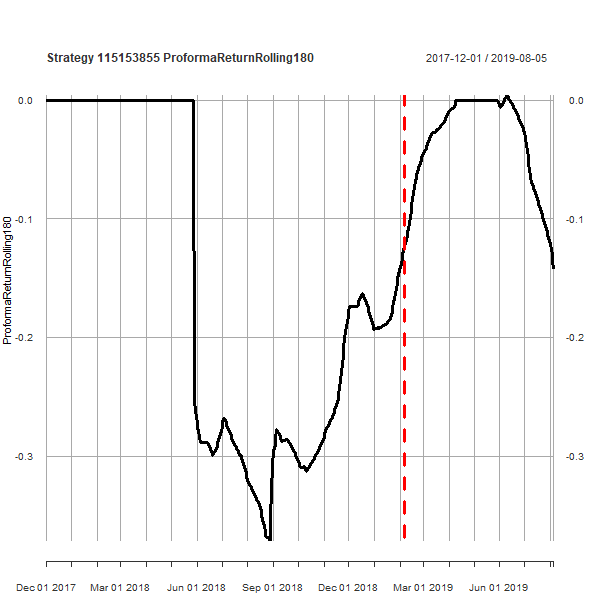 Strategy 115153855 ProformaReturnRolling180
2017-12-01 / 2019-08-05
0.0
0.0
-0.1
-0.1
-0.2
-0.2
-0.3
-0.3
ProformaReturnRolling180
Dec 01 2017
Mar 01 2018
Jun 01 2018
Sep 01 2018
Dec 01 2018
Mar 01 2019
Jun 01 2019